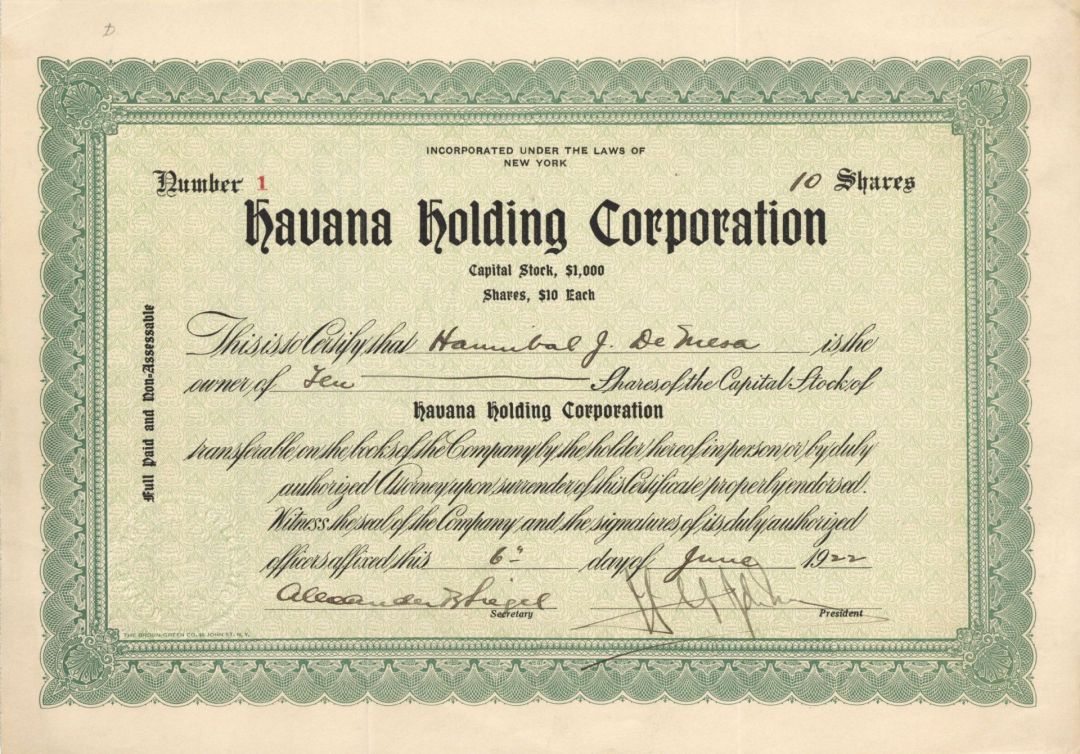 D
INCORPORATED UNDER THE LAWS OF
NEW YORK
Number 1
10 Shares
Havana Holding Corporation
Capital Stock, $1,000
Shares, $10 Each
Full Paid and Non-Assessable
This is to Certify that Hannibal J. De Mesa is the
owner of Ten Shares of the Capital Stock of
Havana Holding Corporation
transferable on the books of the Company by the holder hereof in person or by duly
authorized Attorney upon surrender of this Certificate properly endorsed.
Witness the seal of the Company and the signatures of its duly authorized
officers affixed this 6" day of June 1922
Alexander B Siegel
Secretary
President
THE BROWN-GREEN CO. 48 JOHN ST. N.Y.